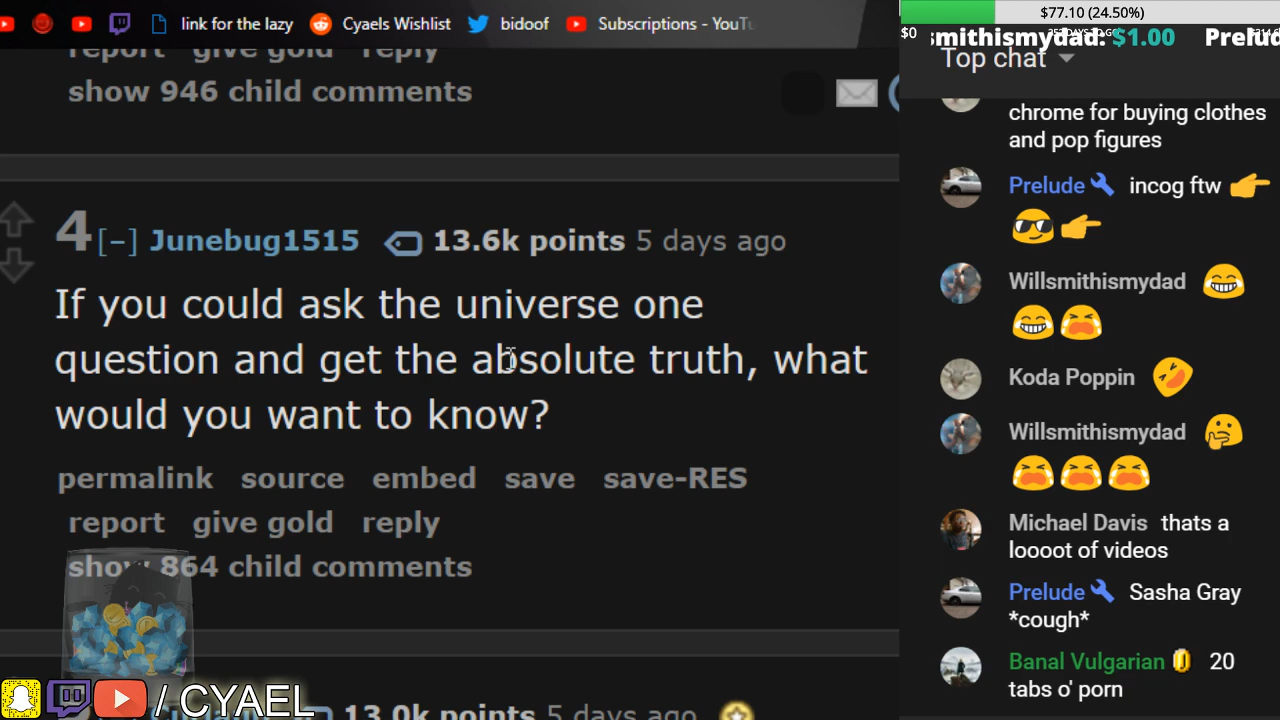 link for the lazy Cyaels Wishlist bidoof Subscriptions - YouTu
report give gold reply
show 946 child comments
4 [–] Junebug1515 13.6k points 5 days ago
If you could ask the universe one
question and get the absolute truth, what
would you want to know?
permalink source embed save save-RES
report give gold reply
show 864 child comments
13.0k points 5 days ago
/ CYAEL
$77.10 (24.50%)
$0
smithismydad: $1.00 Prelud
Top chat
chrome for buying clothes
and pop figures
Prelude incog ftw 👉
😎👉
Willsmithismydad 😂
😂😭
Koda Poppin 🤣
Willsmithismydad 🤔
😭😭😭
Michael Davis thats a
loooot of videos
Prelude Sasha Gray
*cough*
Banal Vulgarian 20
tabs o' porn